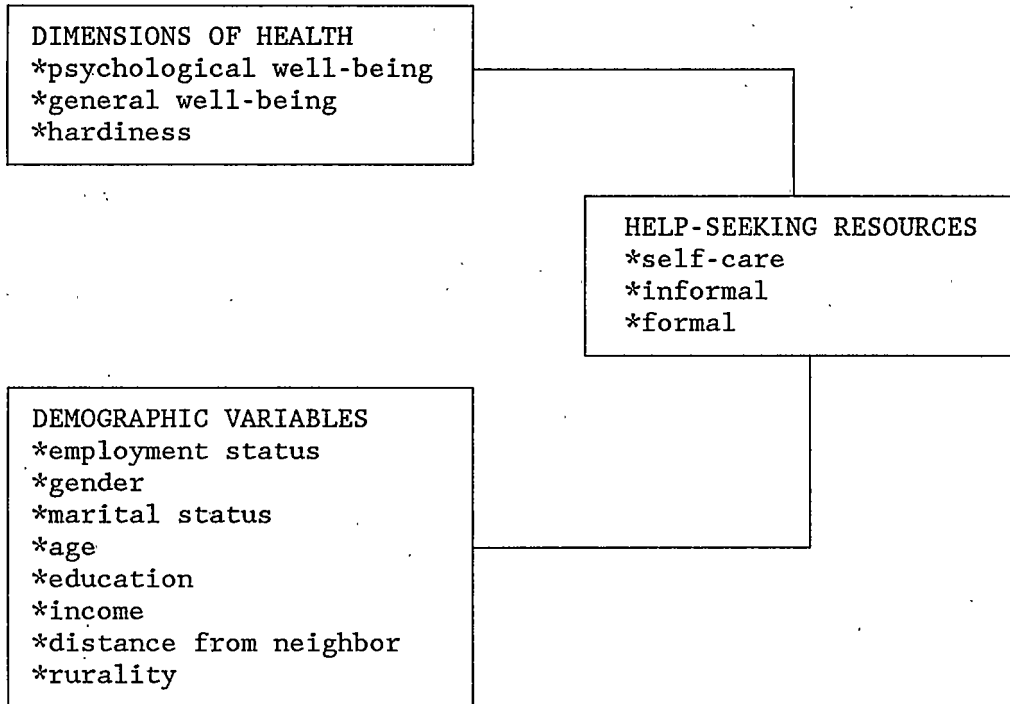 DIMENSIONS OF HEALTH
*psychological well-being
*general well-being
*hardiness
HELP-SEEKING RESOURCES
*self-care
*informal
*formal
DEMOGRAPHIC VARIABLES
*employment status
*gender
*marital status
*age
*education
*income
*distance from neighbor
*rurality